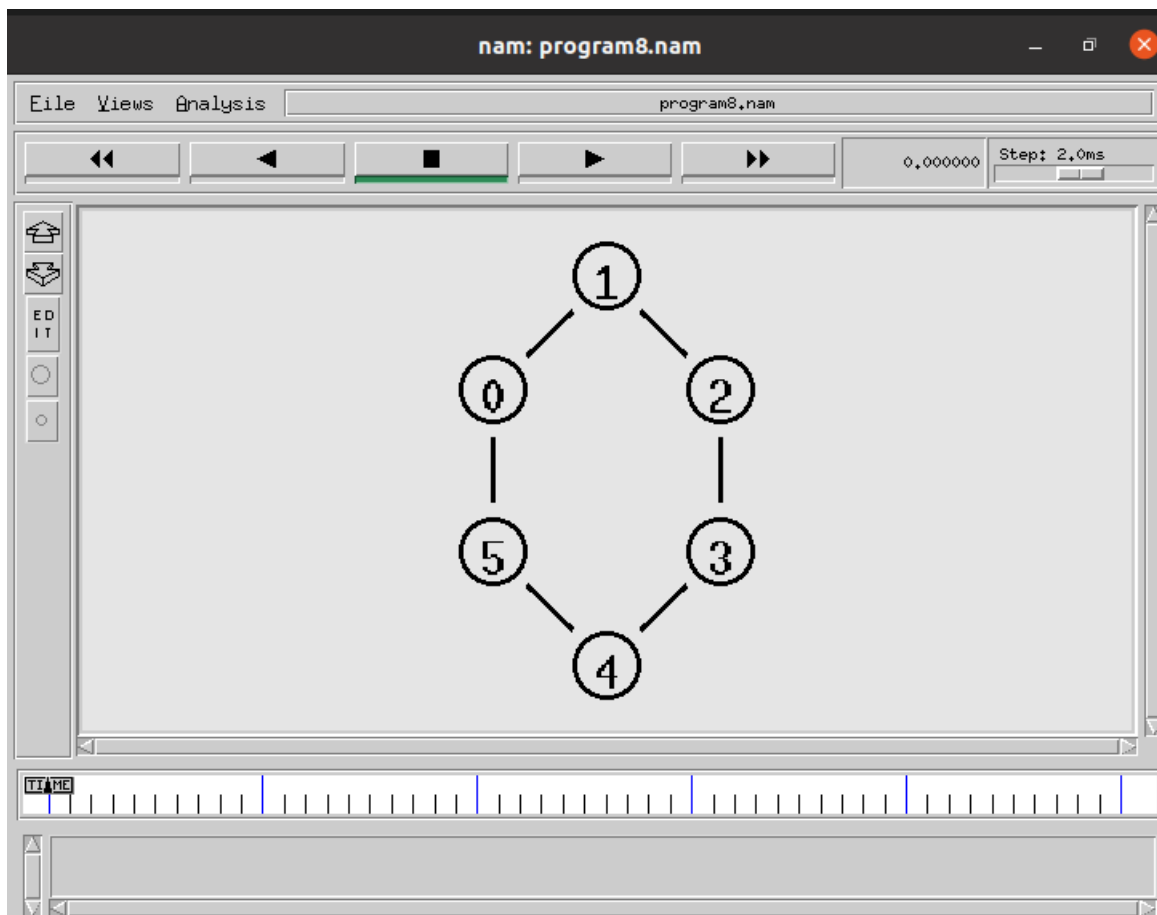 nam: program8.nam
File Views Analysis program8.nam
0.000000 Step: 2.0ms
ED
IT
1
0 2
5 3
4
TIME